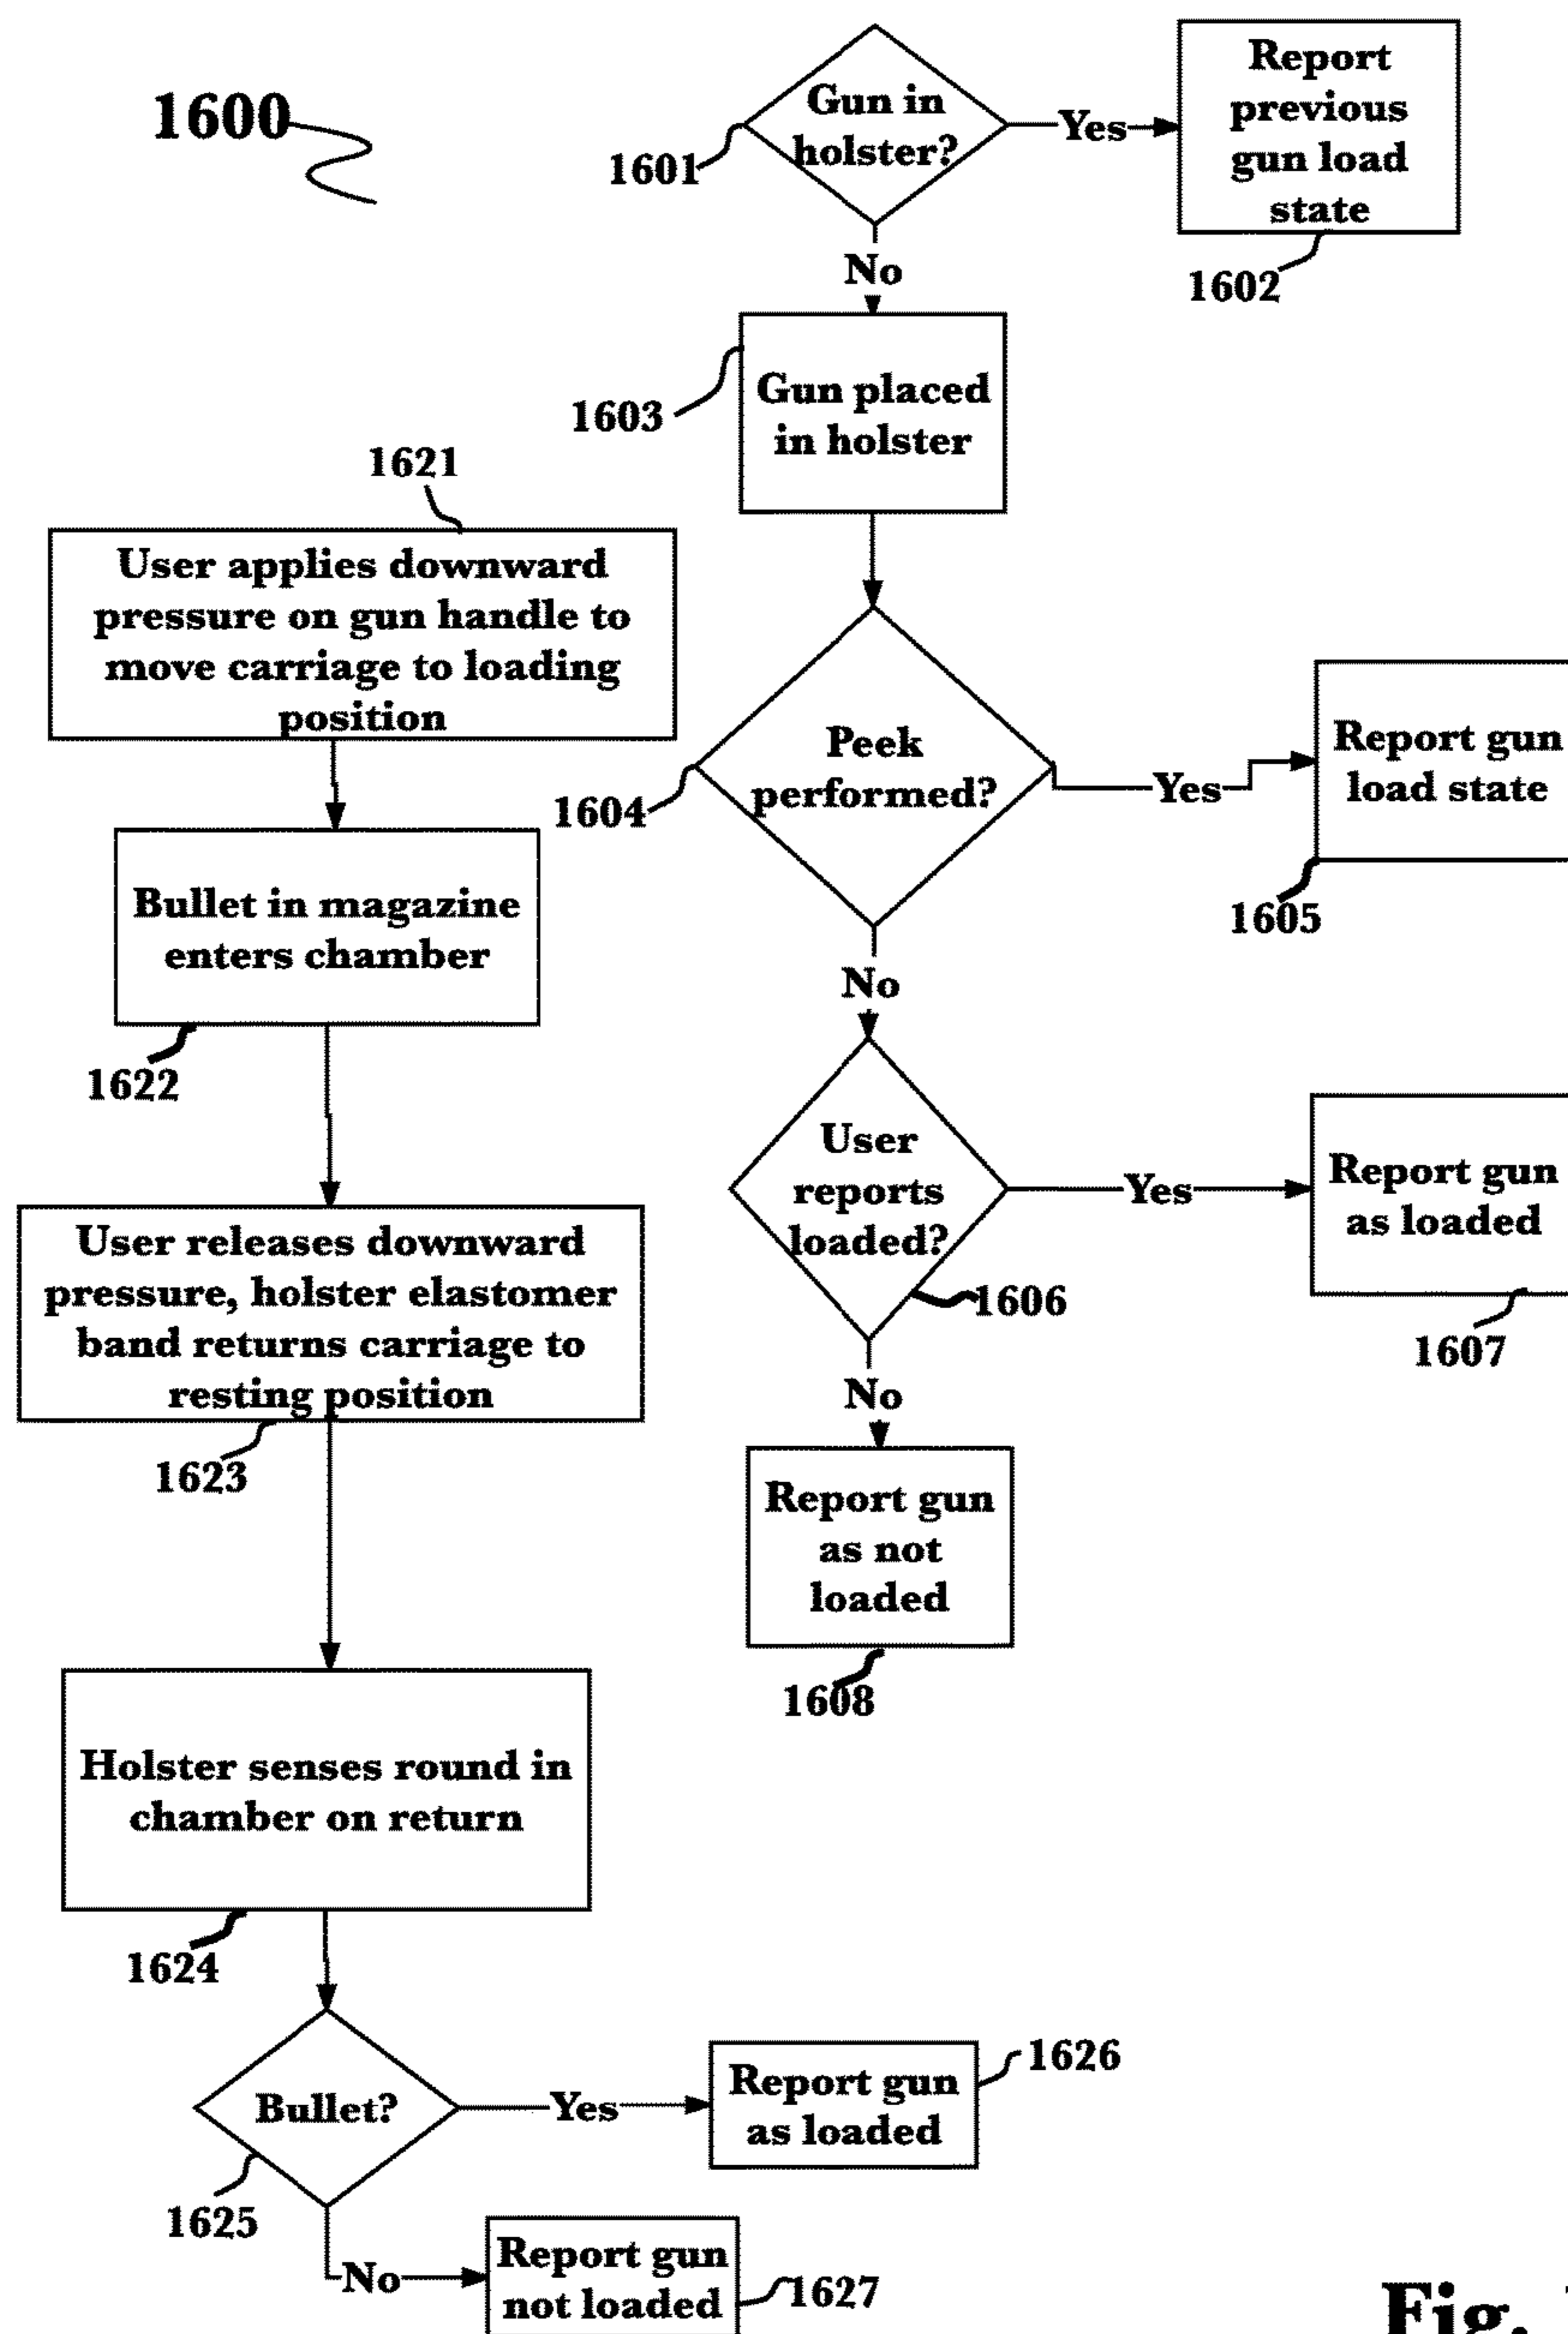 1600
Gun in
holster?
1601
Yes
Report
previous
gun load
state
1602
No
Gun placed
in holster
1603
Peek
performed?
1604
Yes
Report gun
load state
1605
No
User
reports
loaded?
1606
Yes
Report gun
as loaded
1607
No
Report gun
as not
loaded
1608
1621
User applies downward
pressure on gun handle to
move carriage to loading
position
Bullet in magazine
enters chamber
1622
User releases downward
pressure, holster elastomer
band returns carriage to
resting position
1623
Holster senses round in
chamber on return
1624
Bullet?
1625
Yes
Report gun
as loaded
1626
No
Report gun
not loaded
1627
Fig.